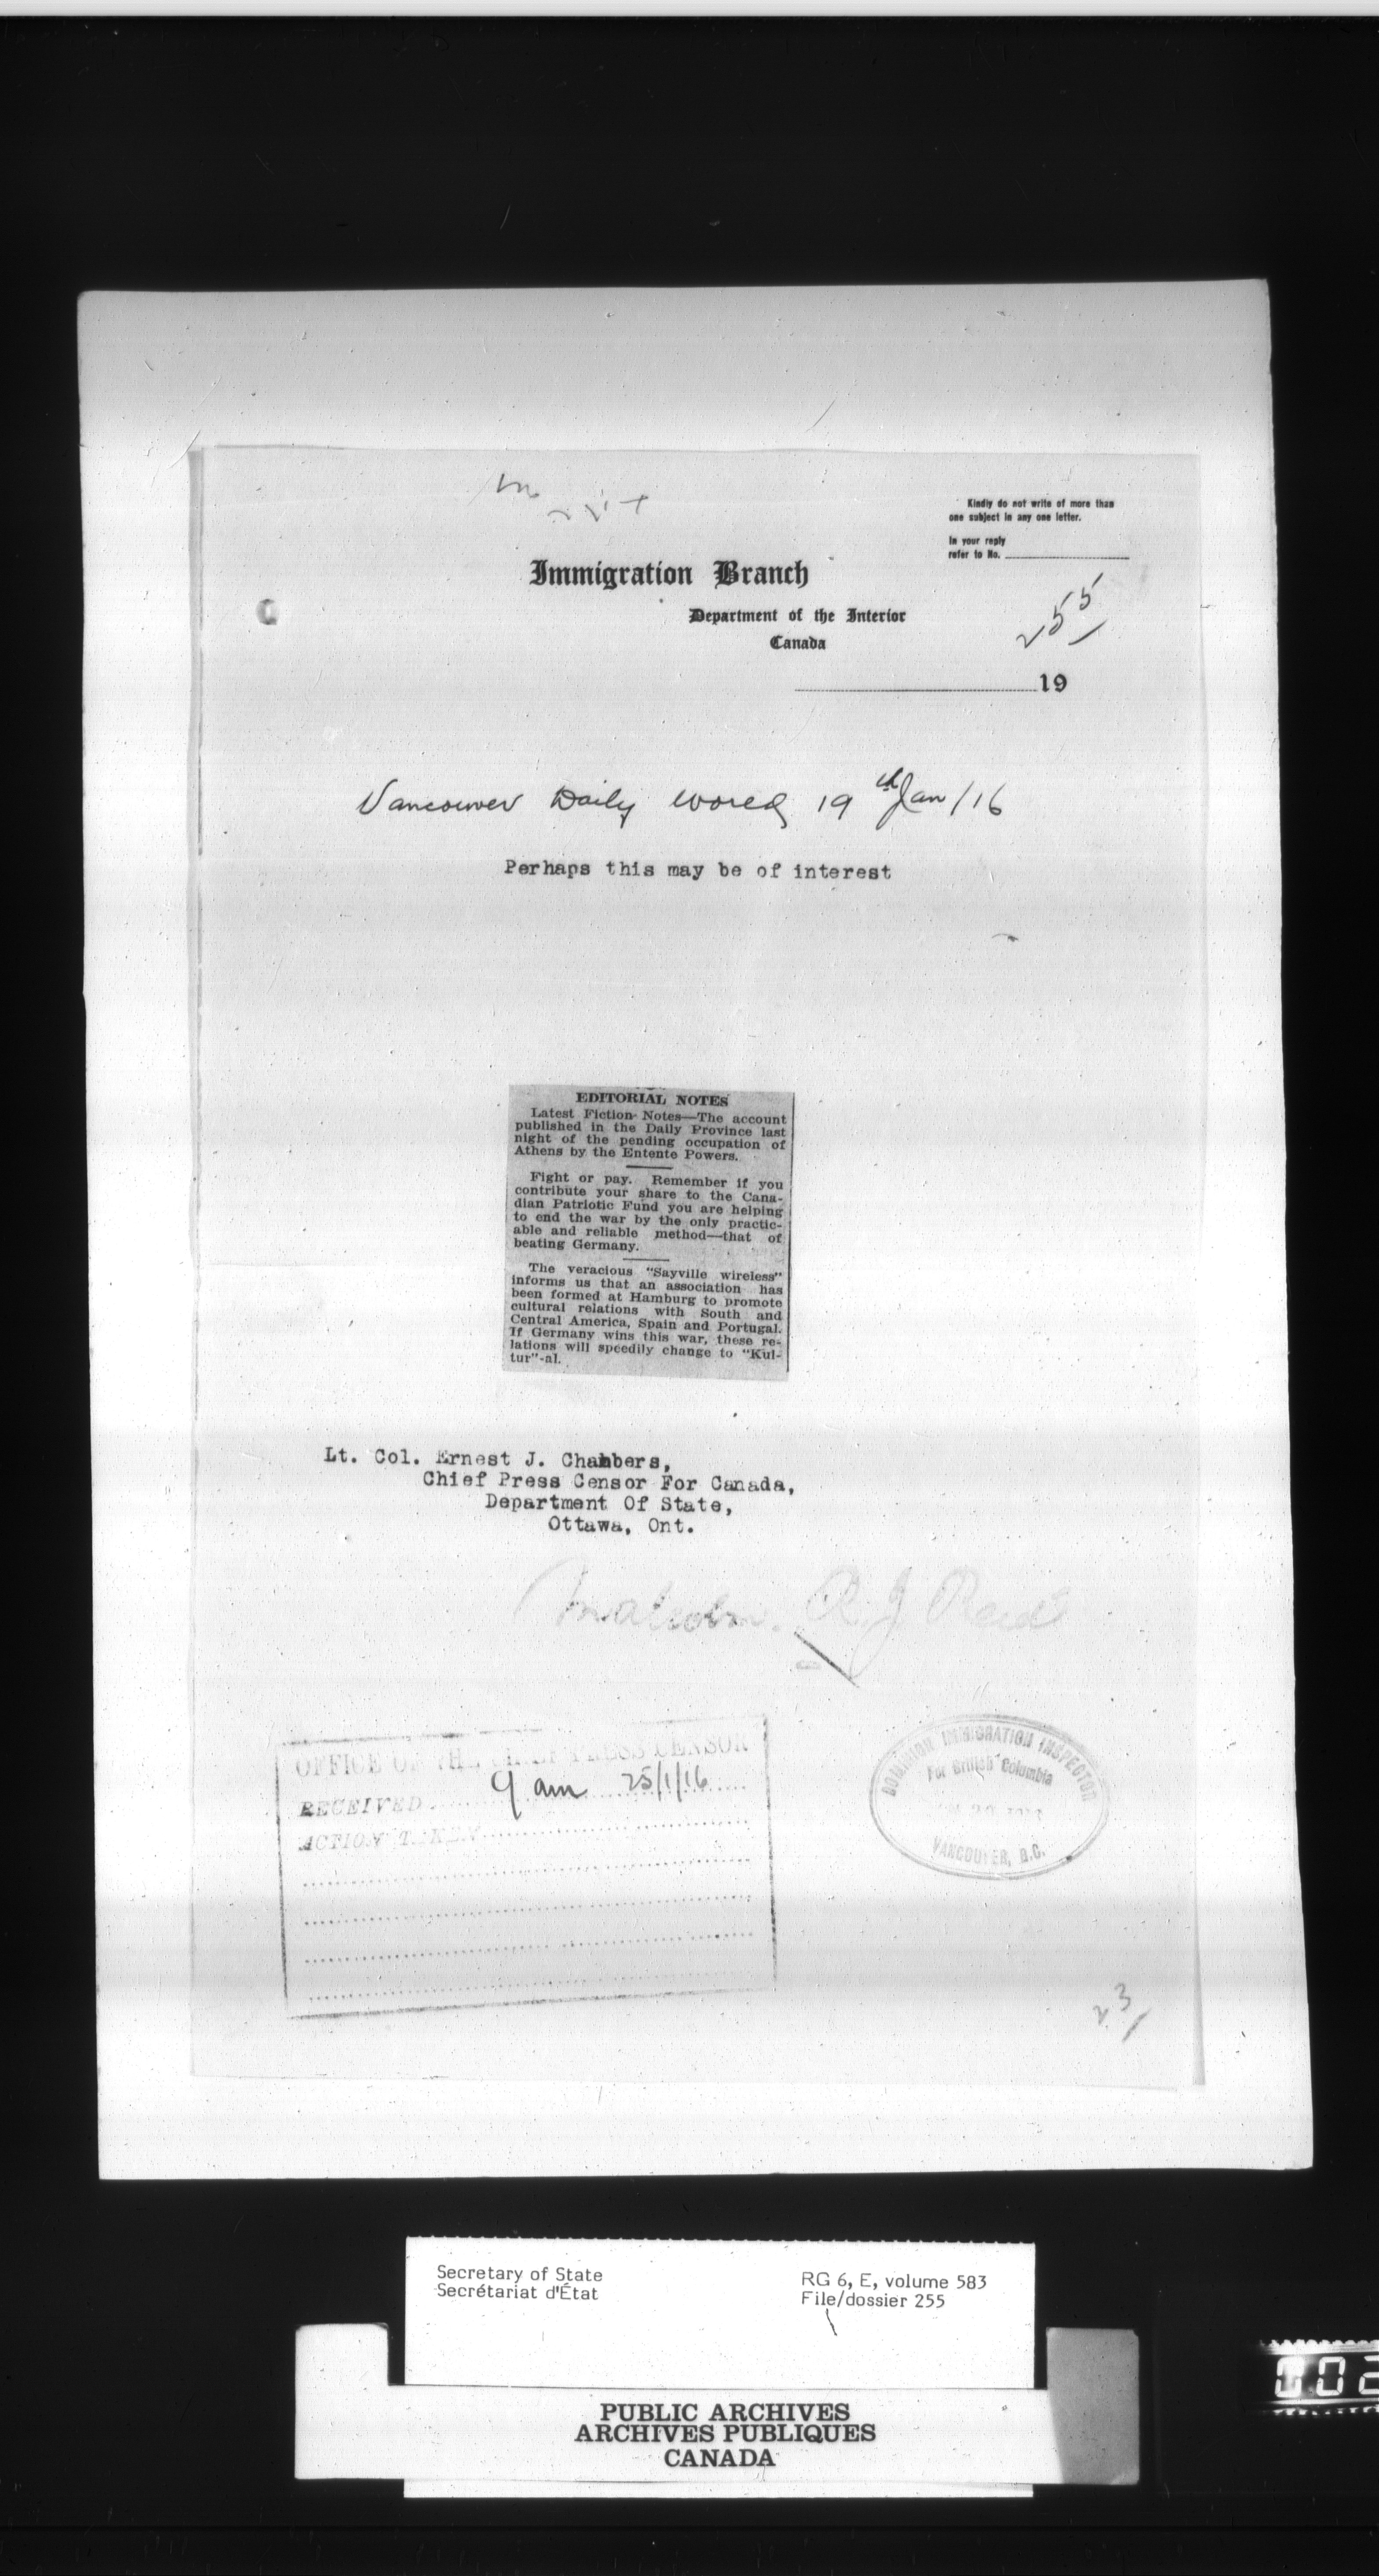 Kindly do not write of more than
one subject in any one letter.
In your reply
refer to No.
Immigration Branch
Department of the Interior
Canada
255
19
Vancouver Daily World 19th Jan/16
Perhaps this may be of interest
EDITORIAL NOTES
Latest Fiction Notes—The account
published in the Daily Province last
night of the pending occupation of
Athens by the Entente Powers.
Fight or pay. Remember if you
contribute your share to the Cana-
dian Patriotic Fund you are helping
to end the war by the only practic-
able and reliable method—that of
beating Germany.
The veracious "Sayville wireless"
informs us that an association has
been formed at Hamburg to promote
cultural relations with South and
Central America, Spain and Portugal.
If Germany wins this war, these re-
lations will speedily change to "Kul-
tur"-al.
Lt. Col. Ernest J. Chambers,
Chief Press Censor For Canada,
Department Of State,
Ottawa, Ont.
Malcolm R. J. Reid
OFFICE OF THE CHIEF PRESS CENSOR
RECEIVED 9 am 25/1/16
ACTION TAKEN
DOMINION IMMIGRATION INSPECTOR
For British Columbia
VANCOUVER, B.C.
23
Secretary of State
Secrétariat d'État
RG 6, E, volume 583
File/dossier 255
PUBLIC ARCHIVES
ARCHIVES PUBLIQUES
CANADA
002